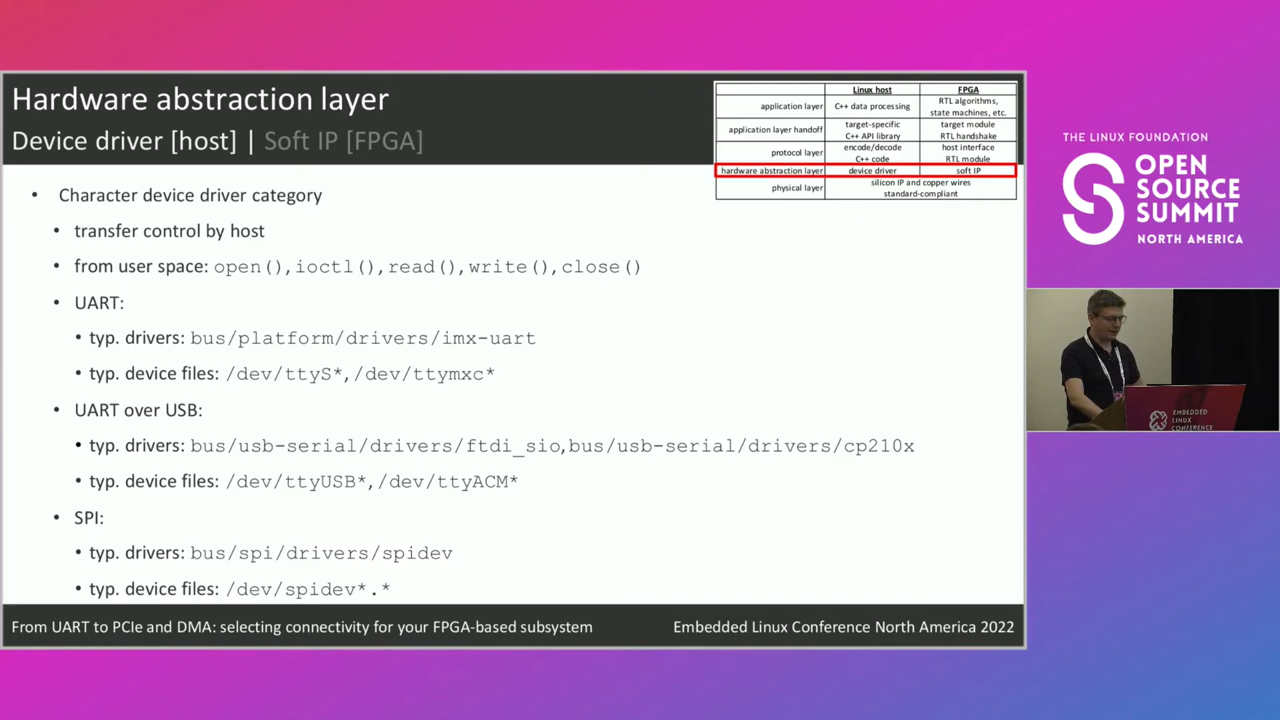 Hardware abstraction layer
Device driver [host] | Soft IP [FPGA]
Linux host
FPGA
application layer
C++ data processing
RTL algorithms,
state machines, etc.
application layer handoff
target-specific
C++ API library
target module
RTL handshake
protocol layer
encode/decode
C++ code
host interface
RTL module
hardware abstraction layer
device driver
soft IP
physical layer
silicon IP and copper wires
standard-compliant
• Character device driver category
• transfer control by host
• from user space: open(),ioctl(),read(),write(),close()
• UART:
• typ. drivers: bus/platform/drivers/imx-uart
• typ. device files: /dev/ttyS*,/dev/ttymxc*
• UART over USB:
• typ. drivers: bus/usb-serial/drivers/ftdi_sio,bus/usb-serial/drivers/cp210x
• typ. device files: /dev/ttyUSB*,/dev/ttyACM*
• SPI:
• typ. drivers: bus/spi/drivers/spidev
• typ. device files: /dev/spidev*.*
From UART to PCIe and DMA: selecting connectivity for your FPGA-based subsystem
Embedded Linux Conference North America 2022
THE LINUX FOUNDATION
OPEN
SOURCE
SUMMIT
NORTH AMERICA
EMBEDDED
LINUX
CONFERENCE